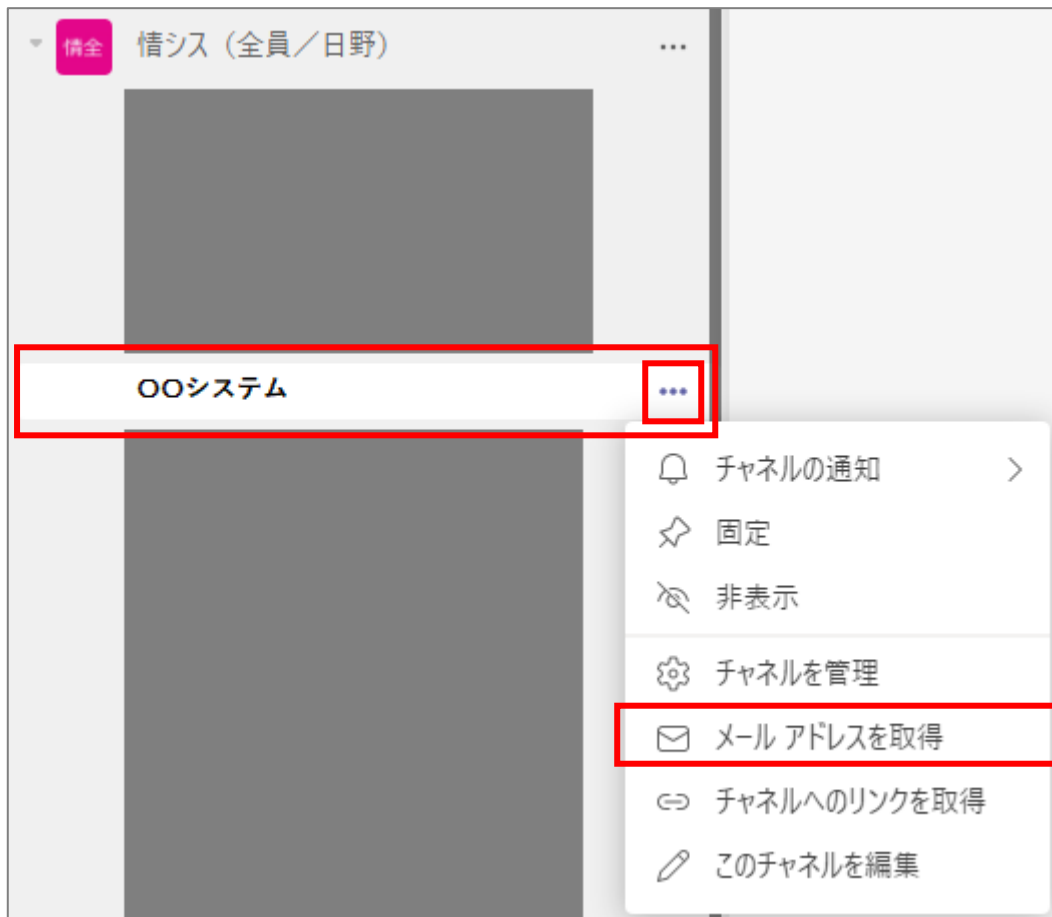 情全 情シス（全員／日野） ...
〇〇システム ...
チャネルの通知
固定
非表示
チャネルを管理
メール アドレスを取得
チャネルへのリンクを取得
このチャネルを編集